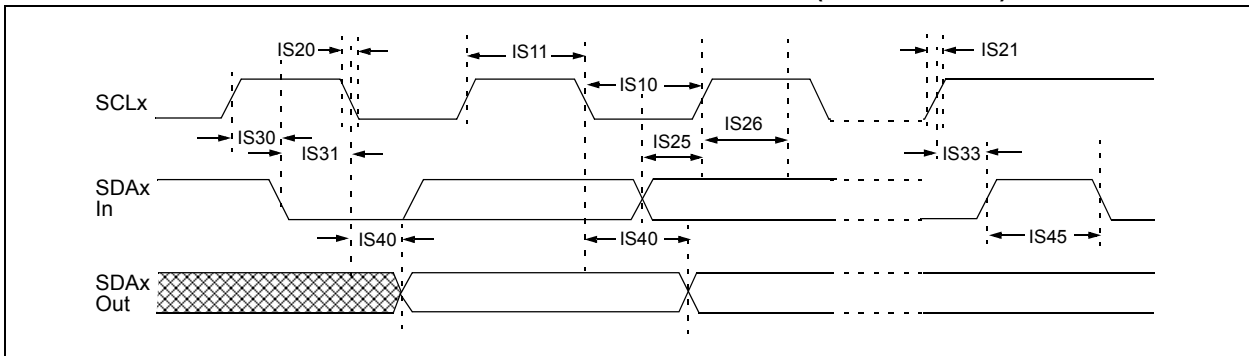 IS20
IS11
IS21
IS10
SCLx
IS30
IS31
IS25
IS26
IS33
SDAx
In
IS40
IS40
IS45
SDAx
Out